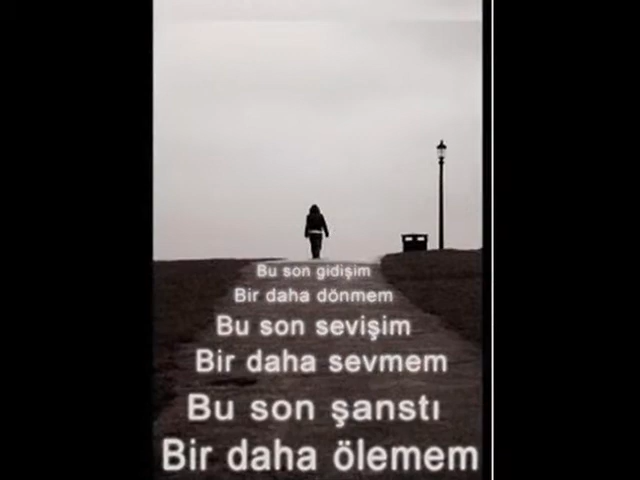 Bu son gidişim
Bir daha dönmem
Bu son sevişim
Bir daha sevmem
Bu son şanstı
Bir daha ölemem